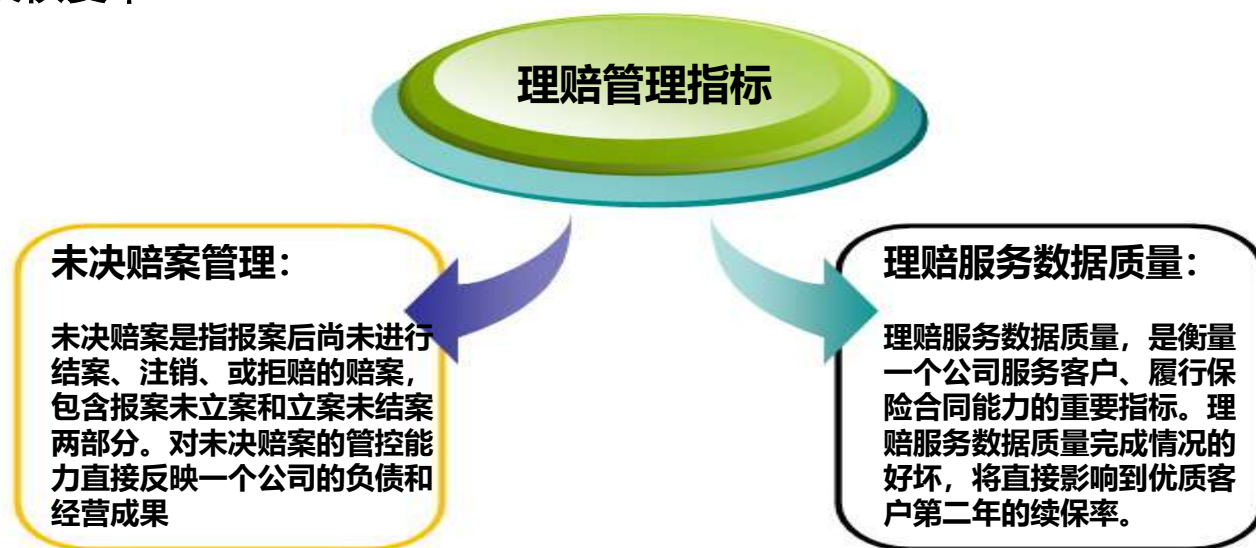 理赔管理指标
未决赔案管理：
未决赔案是指报案后尚未进行
结案、注销、或拒赔的赔案，
包含报案未立案和立案未结案
两部分。对未决赔案的管控能
力直接反映一个公司的负债和
经营成果
理赔服务数据质量：
理赔服务数据质量，是衡量
一个公司服务客户、履行保
险合同能力的重要指标。理
赔服务数据质量完成情况的
好坏，将直接影响到优质客
户第二年的续保率。